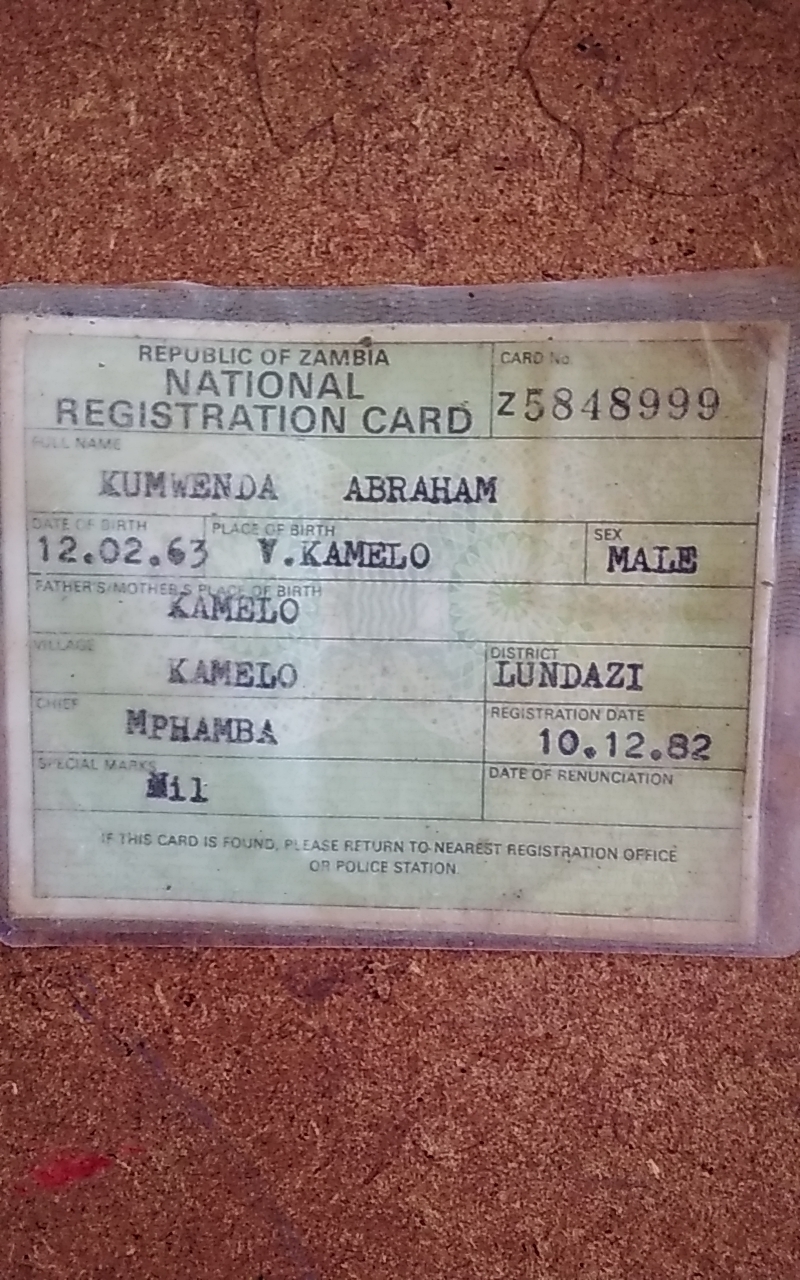 REPUBLIC OF ZAMBIA
NATIONAL
REGISTRATION CARD
CARD No.
Z5848999
FULL NAME
KUMWENDA ABRAHAM
DATE OF BIRTH
12.02.63
PLACE OF BIRTH
V.KAMELO
SEX
MALE
FATHER'S/MOTHER'S PLACE OF BIRTH
KAMELO
VILLAGE
KAMELO
DISTRICT
LUNDAZI
CHIEF
MPHAMBA
REGISTRATION DATE
10.12.82
SPECIAL MARKS
Nil
DATE OF RENUNCIATION
IF THIS CARD IS FOUND, PLEASE RETURN TO NEAREST REGISTRATION OFFICE
OR POLICE STATION.